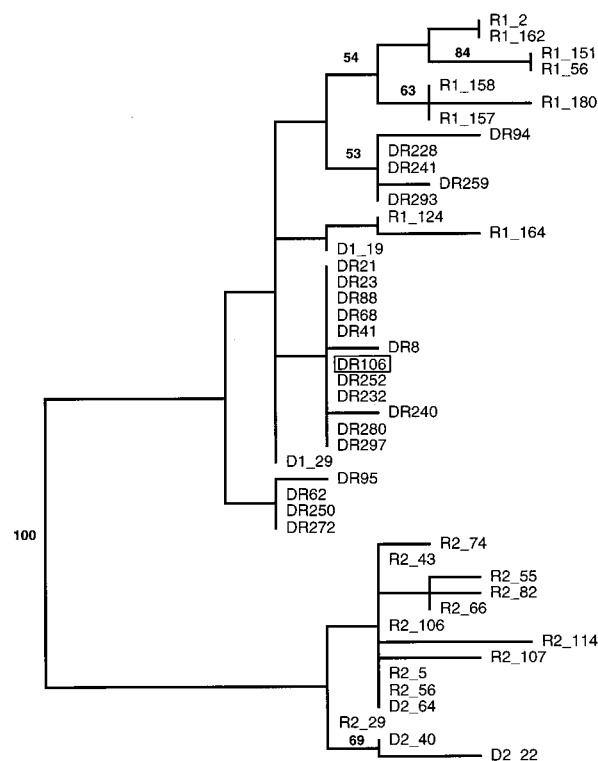 R1_2
R1_162
54
84
R1_151
R1_56
63
R1_158
R1_180
R1_157
DR94
53
DR228
DR241
DR259
DR293
R1_124
R1_164
D1_19
DR21
DR23
DR88
DR68
DR41
DR8
DR106
DR252
DR232
DR240
DR280
DR297
D1_29
DR95
DR62
DR250
DR272
100
R2_74
R2_43
R2_55
R2_82
R2_66
R2_106
R2_114
R2_107
R2_5
R2_56
D2_64
R2_29
69
D2_40
D2_22